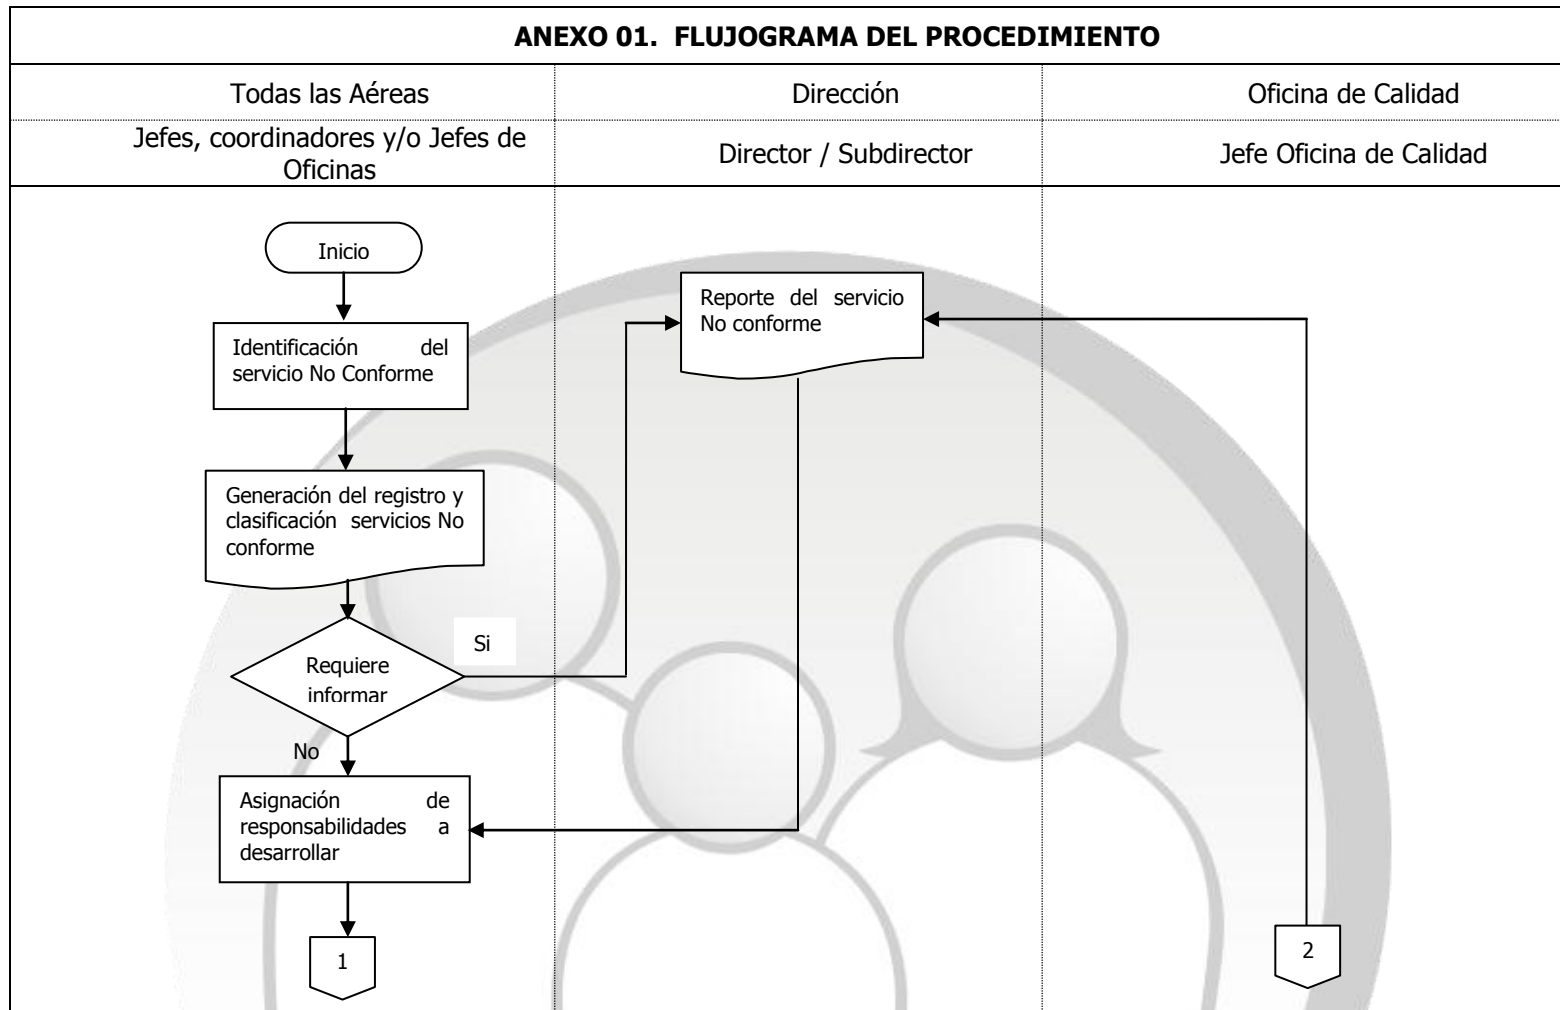 ANEXO 01. FLUJOGRAMA DEL PROCEDIMIENTO
Todas las Aéreas
Dirección
Oficina de Calidad
Jefes, coordinadores y/o Jefes de
Oficinas
Director / Subdirector
Jefe Oficina de Calidad
Inicio
Reporte del servicio
No conforme
Identificación del
servicio No Conforme
Generación del registro y
clasificación servicios No
conforme
Si
Requiere
informar
No
Asignación de
responsabilidades a
desarrollar
1
2